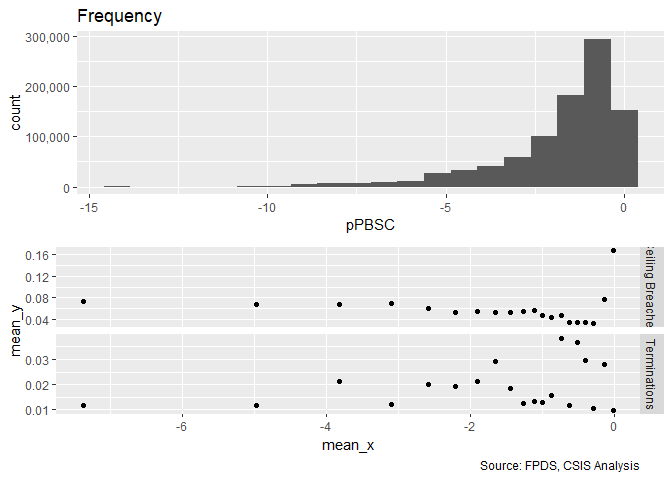 Frequency
300,000
200,000
100,000
0
count
-15
-10
-5
0
pPBSC
0.16
0.12
0.08
0.04
Ceiling Breache
0.03
0.02
0.01
Terminations
mean_y
-6
-4
-2
0
mean_x
Source: FPDS, CSIS Analysis